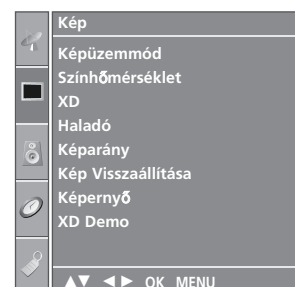 Kép
Képüzemmód
Színhőmérséklet
XD
Haladó
Képarány
Kép Visszaállítása
Képernyő
XD Demo
▲▼ ◄► OK MENU